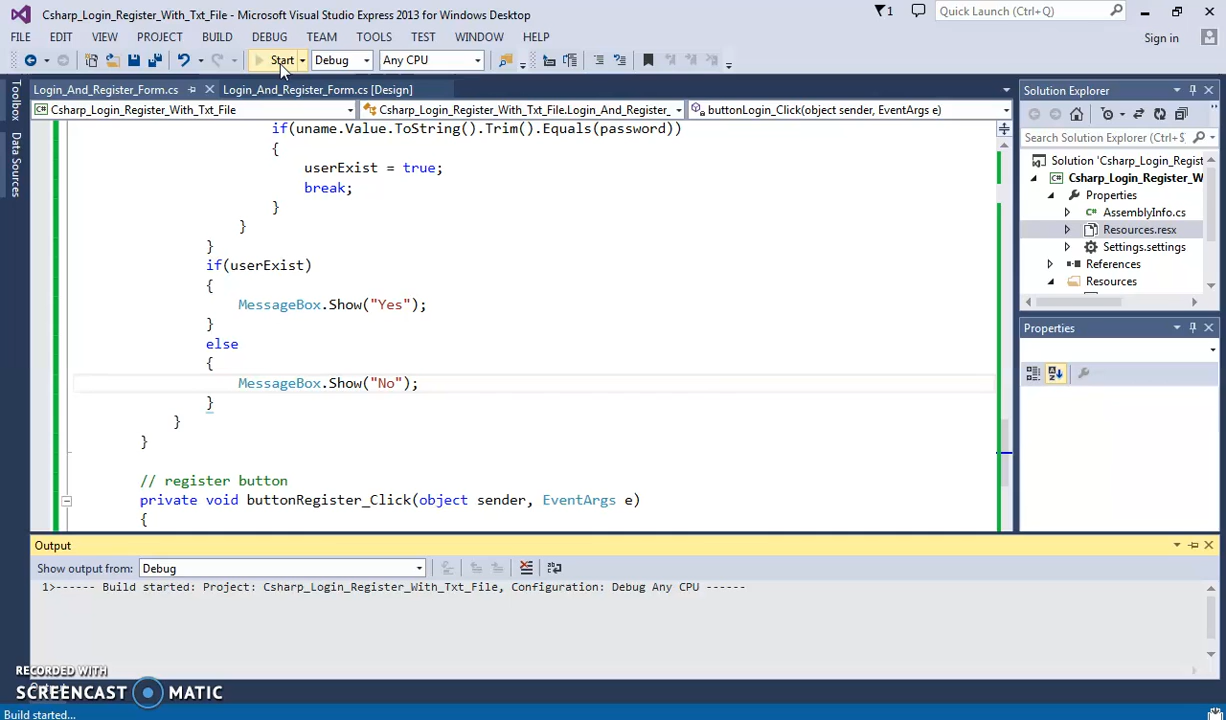 Csharp_Login_Register_With_Txt_File - Microsoft Visual Studio Express 2013 for Windows Desktop
1
Quick Launch (Ctrl+Q)
FILE EDIT VIEW PROJECT BUILD DEBUG TEAM TOOLS TEST WINDOW HELP
Sign in
Start Debug Any CPU
Login_And_Register_Form.cs Login_And_Register_Form.cs [Design]
Csharp_Login_Register_With_Txt_File Csharp_Login_Register_With_Txt_File.Login_And_Register_ buttonLogin_Click(object sender, EventArgs e)
Toolbox
Data Sources
if(uname.Value.ToString().Trim().Equals(password))
{
userExist = true;
break;
}
}
}
if(userExist)
{
MessageBox.Show("Yes");
}
else
{
MessageBox.Show("No");
}
}
}
// register button
private void buttonRegister_Click(object sender, EventArgs e)
{
Solution Explorer
Search Solution Explorer (Ctrl+$
Solution 'Csharp_Login_Regist
Csharp_Login_Register_W
Properties
AssemblyInfo.cs
Resources.resx
Settings.settings
References
Resources
Properties
Output
Show output from: Debug
1>------ Build started: Project: Csharp_Login_Register_With_Txt_File, Configuration: Debug Any CPU ------
RECORDED WITH
SCREENCAST MATIC
Build started...